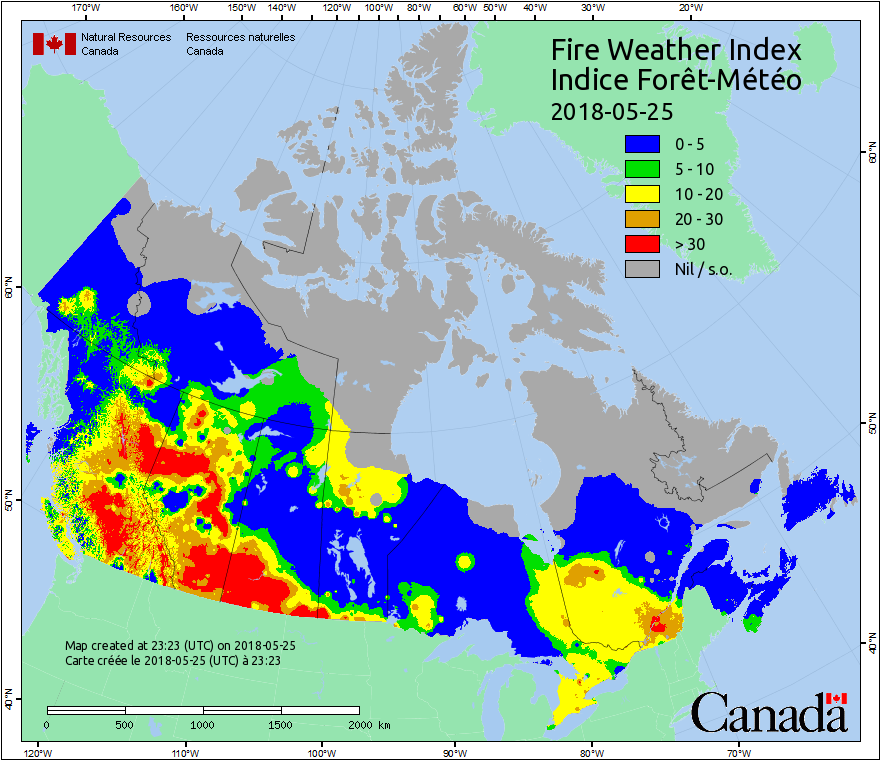 170°W 160°W 150°W 140°W 130°W 120°W 110°W 100°W 90°W 80°W 70°W 60°W 50°W 40°W 30°W 20°W
Natural Resources Canada
Ressources naturelles Canada
Fire Weather Index
Indice Forêt-Météo
2018-05-25
0 - 5
5 - 10
10 - 20
20 - 30
> 30
Nil / s.o.
60°N
60°N
50°N
50°N
40°N
40°N
Map created at 23:23 (UTC) on 2018-05-25
Carte créée le 2018-05-25 (UTC) à 23:23
0 500 1000 1500 2000 km
Canada
120°W 110°W 100°W 90°W 80°W 70°W